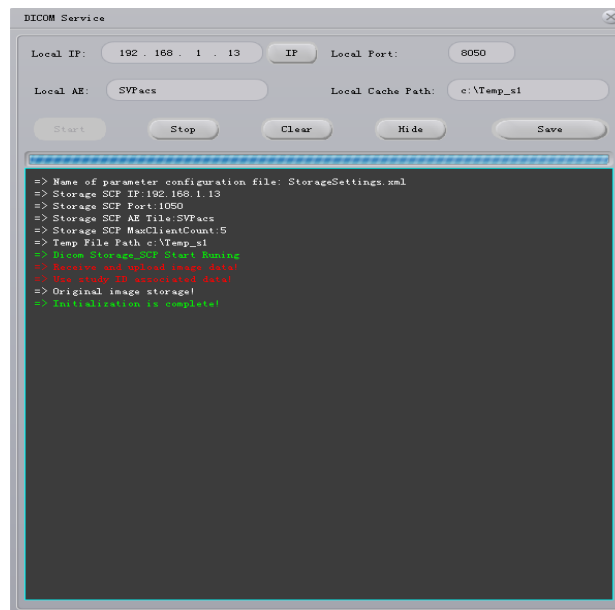 DICOM Service
Local IP: 192 . 168 . 1 . 13 IP Local Port: 8050
Local AE: SVPacs Local Cache Path: c:\Temp_s1
Start Stop Clear Hide Save
=> Name of parameter configuration file: StorageSettings.xml
=> Storage SCP IP:192.168.1.13
=> Storage SCP Port:1050
=> Storage SCP AE Tile:SVPacs
=> Storage SCP MaxClientCount:5
=> Temp File Path c:\Temp_s1
=> Dicom Storage_SCP Start Runing
=> Receive and upload image data!
=> Use study ID associated data!
=> Original image storage!
=> Initialization is complete!